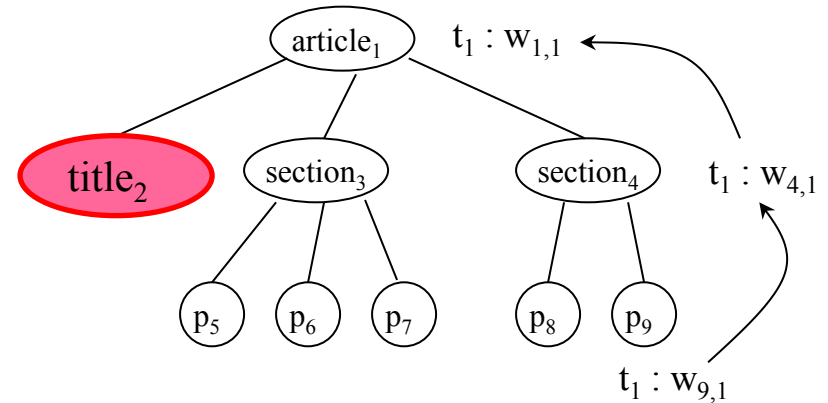 article₁ t₁ : w₁,₁
title₂ section₃ section₄ t₁ : w₄,₁
p₅ p₆ p₇ p₈ p₉
t₁ : w₉,₁